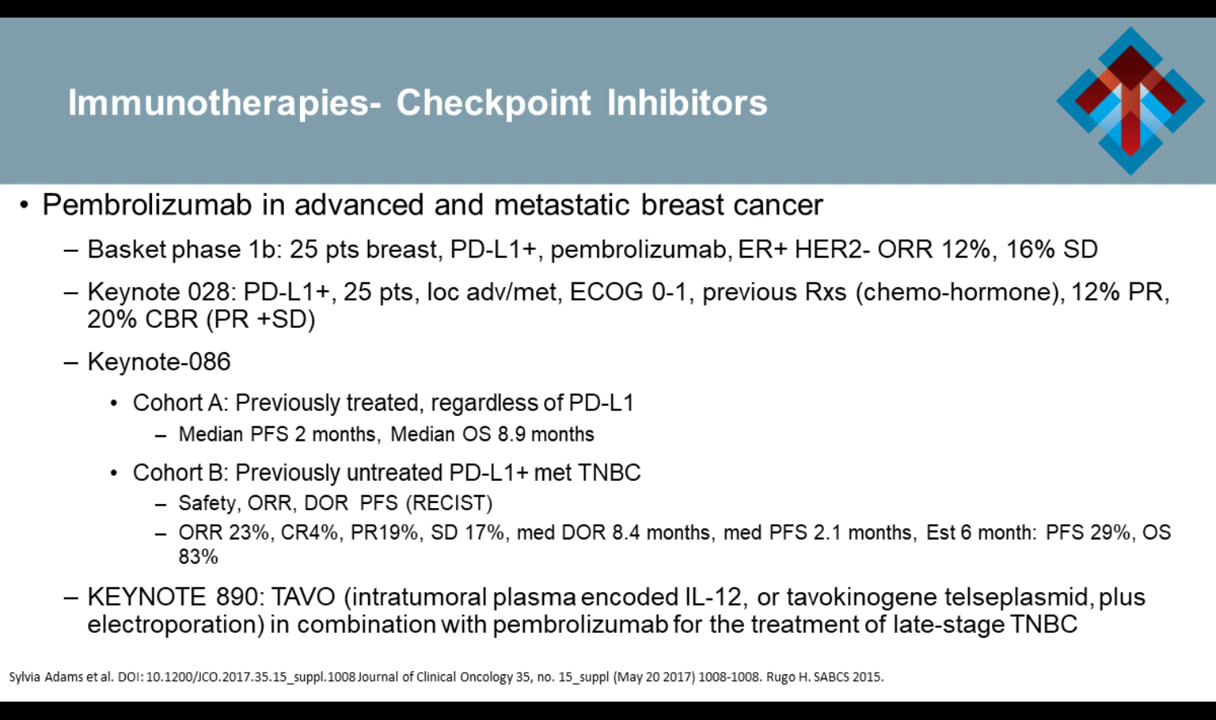 Immunotherapies- Checkpoint Inhibitors
• Pembrolizumab in advanced and metastatic breast cancer
– Basket phase 1b: 25 pts breast, PD-L1+, pembrolizumab, ER+ HER2- ORR 12%, 16% SD
– Keynote 028: PD-L1+, 25 pts, loc adv/met, ECOG 0-1, previous Rxs (chemo-hormone), 12% PR,
20% CBR (PR +SD)
– Keynote-086
• Cohort A: Previously treated, regardless of PD-L1
– Median PFS 2 months, Median OS 8.9 months
• Cohort B: Previously untreated PD-L1+ met TNBC
– Safety, ORR, DOR PFS (RECIST)
– ORR 23%, CR4%, PR19%, SD 17%, med DOR 8.4 months, med PFS 2.1 months, Est 6 month: PFS 29%, OS
83%
– KEYNOTE 890: TAVO (intratumoral plasma encoded IL-12, or tavokinogene telseplasmid, plus
electroporation) in combination with pembrolizumab for the treatment of late-stage TNBC
Sylvia Adams et al. DOI: 10.1200/JCO.2017.35.15_suppl.1008 Journal of Clinical Oncology 35, no. 15_suppl (May 20 2017) 1008-1008. Rugo H. SABCS 2015.